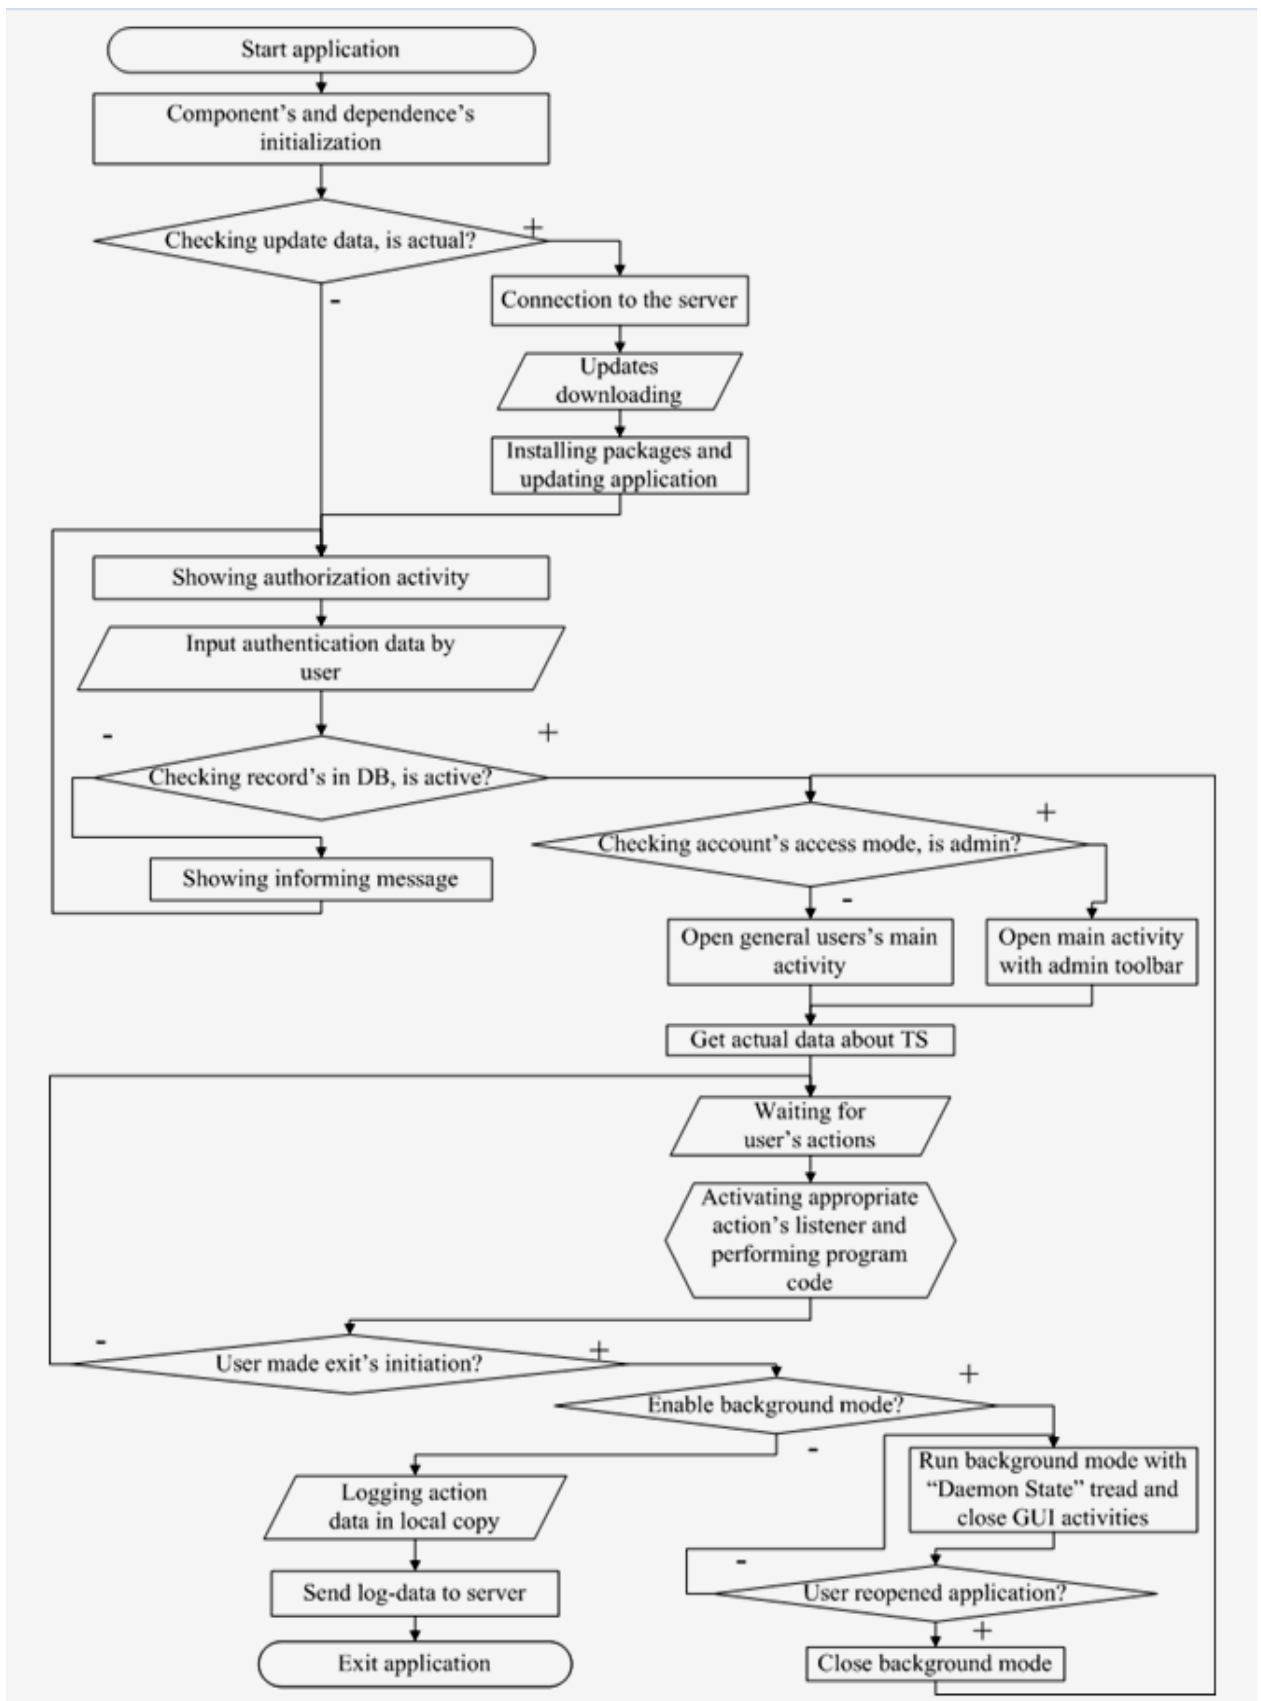 Start application
Component's and dependence's
initialization
Checking update data, is actual?
+
-
Connection to the server
Updates
downloading
Installing packages and
updating application
Showing authorization activity
Input authentication data by
user
-
+
Checking record's in DB, is active?
+
Checking account's access mode, is admin?
-
Showing informing message
Open general users's main
activity
Open main activity
with admin toolbar
Get actual data about TS
Waiting for
user's actions
Activating appropriate
action's listener and
performing program
code
-
+
User made exit's initiation?
+
Enable background mode?
-
Run background mode with
“Daemon State” tread and
close GUI activities
Logging action
data in local copy
-
User reopened application?
+
Send log-data to server
Close background mode
Exit application